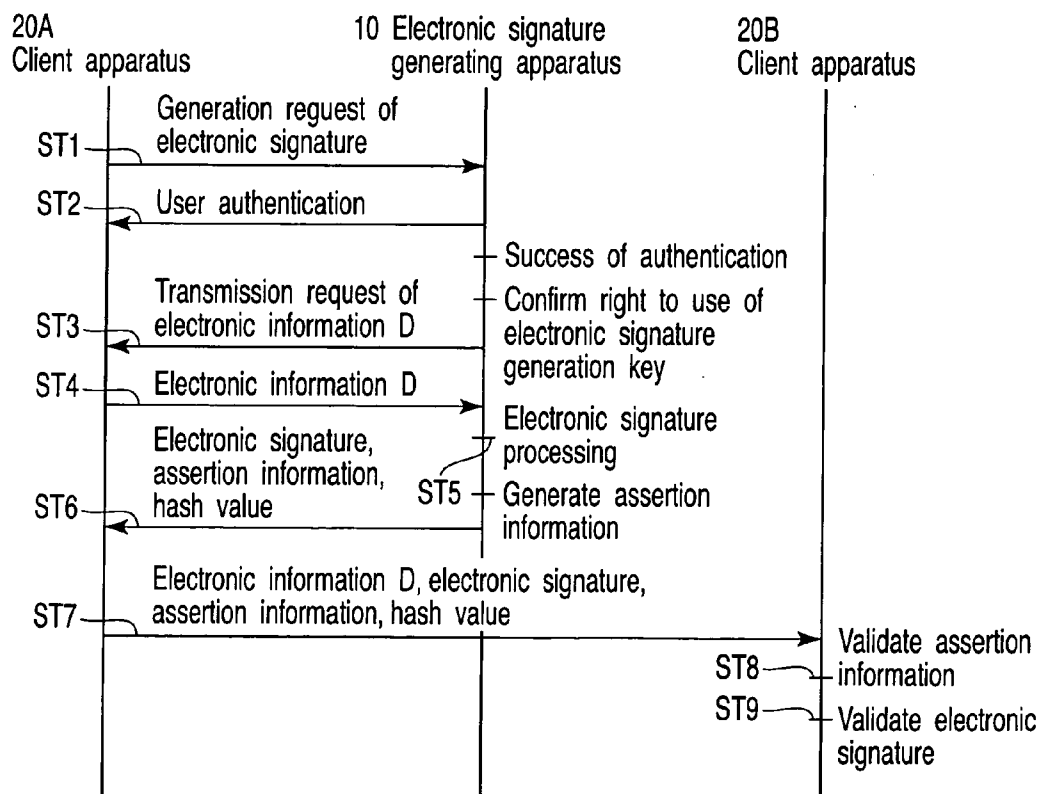 20A
Client apparatus
10 Electronic signature
generating apparatus
20B
Client apparatus
Generation reguest of
electronic signature
ST1
ST2
User authentication
Success of authentication
Transmission request of
electronic information D
ST3
Confirm right to use of
electronic signature
generation key
ST4
Electronic information D
Electronic signature
processing
Electronic signature,
assertion information,
hash value
ST5
Generate assertion
information
ST6
Electronic information D, electronic signature,
assertion information, hash value
ST7
Validate assertion
information
ST8
ST9
Validate electronic
signature